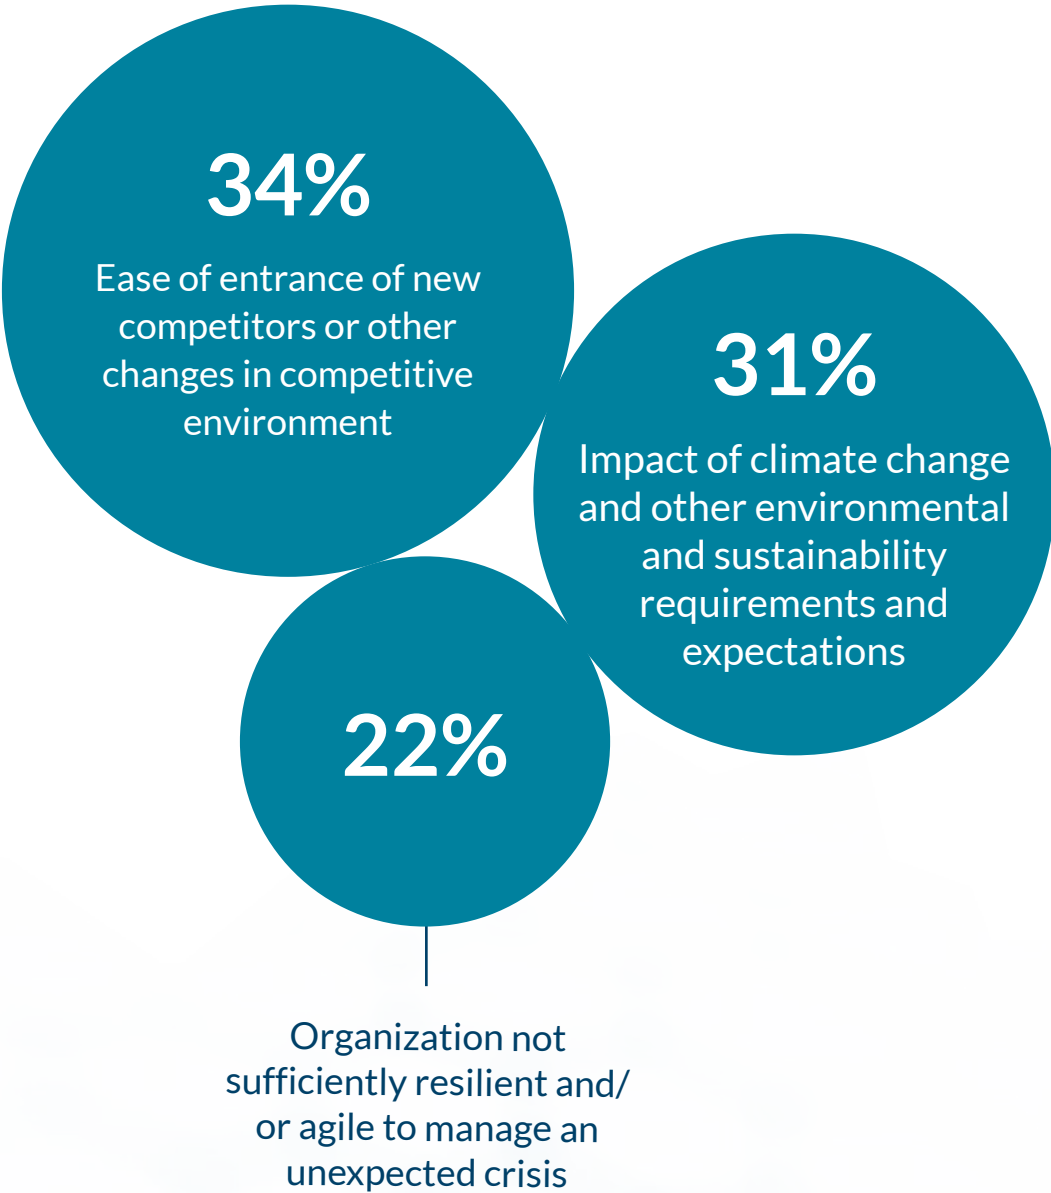 34%
Ease of entrance of new
competitors or other
changes in competitive
environment
31%
Impact of climate change
and other environmental
and sustainability
requirements and
expectations
22%
Organization not
sufficiently resilient and/
or agile to manage an
unexpected crisis